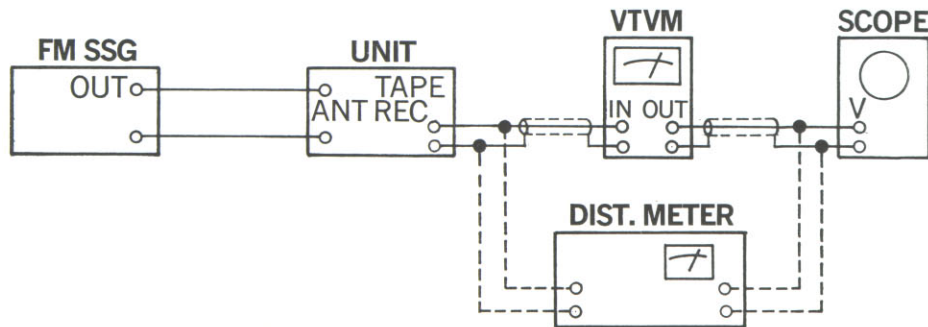 FM SSG
OUT
UNIT
TAPE
ANT REC
VTVM
IN OUT
SCOPE
V
DIST. METER